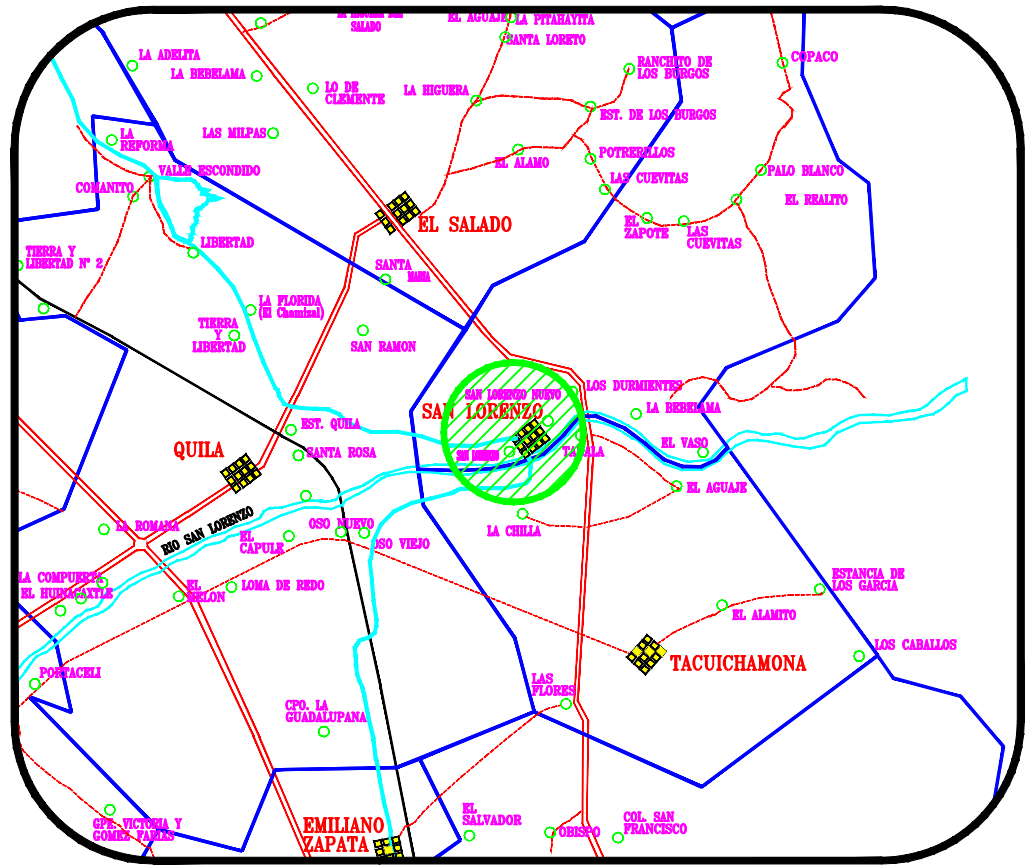 SALADO
EL AGUAJE
LA PITAHAYITA
SANTA LORETO
COPACO
LA ADELITA
LA BEBELAMA
LO DE
CLEMENTE
LA HIGUERA
RANCHITO DE
LOS BURGOS
EST. DE LOS BURGOS
LA
REFORMA
LAS MILPAS
EL ALAMO
POTRERILLOS
VALLE ESCONDIDO
PALO BLANCO
COMANITO
LAS CUEVITAS
EL REALITO
EL SALADO
EL
ZAPOTE
LAS
CUEVITAS
LIBERTAD
TIERRA Y
LIBERTAD N° 2
SANTA
MARIA
LA FLORIDA
(El Chamizal)
TIERRA
Y
LIBERTAD
SAN RAMON
LOS DURMIENTES
SAN LORENZO NUEVO
SAN LORENZO
LA BEBELAMA
EST. QUILA
EL VASO
QUILA
SANTA ROSA
SAN LORENZO
TABALA
EL AGUAJE
RIO SAN LORENZO
LA ROMANA
EL
CAPULE
OSO NUEVO
OSO VIEJO
LA CHILLA
LA COMPUERTA
EL HUINACAXTLE
EL
MELON
LOMA DE REDO
ESTANCIA DE
LOS GARCIA
EL ALAMITO
LOS CABALLOS
TACUICHAMONA
PORTACELI
LAS
FLORES
CPO. LA
GUADALUPANA
GPE. VICTORIA Y
GOMEZ FARIAS
EMILIANO
ZAPATA
EL
SALVADOR
OBISPO
COL. SAN
FRANCISCO